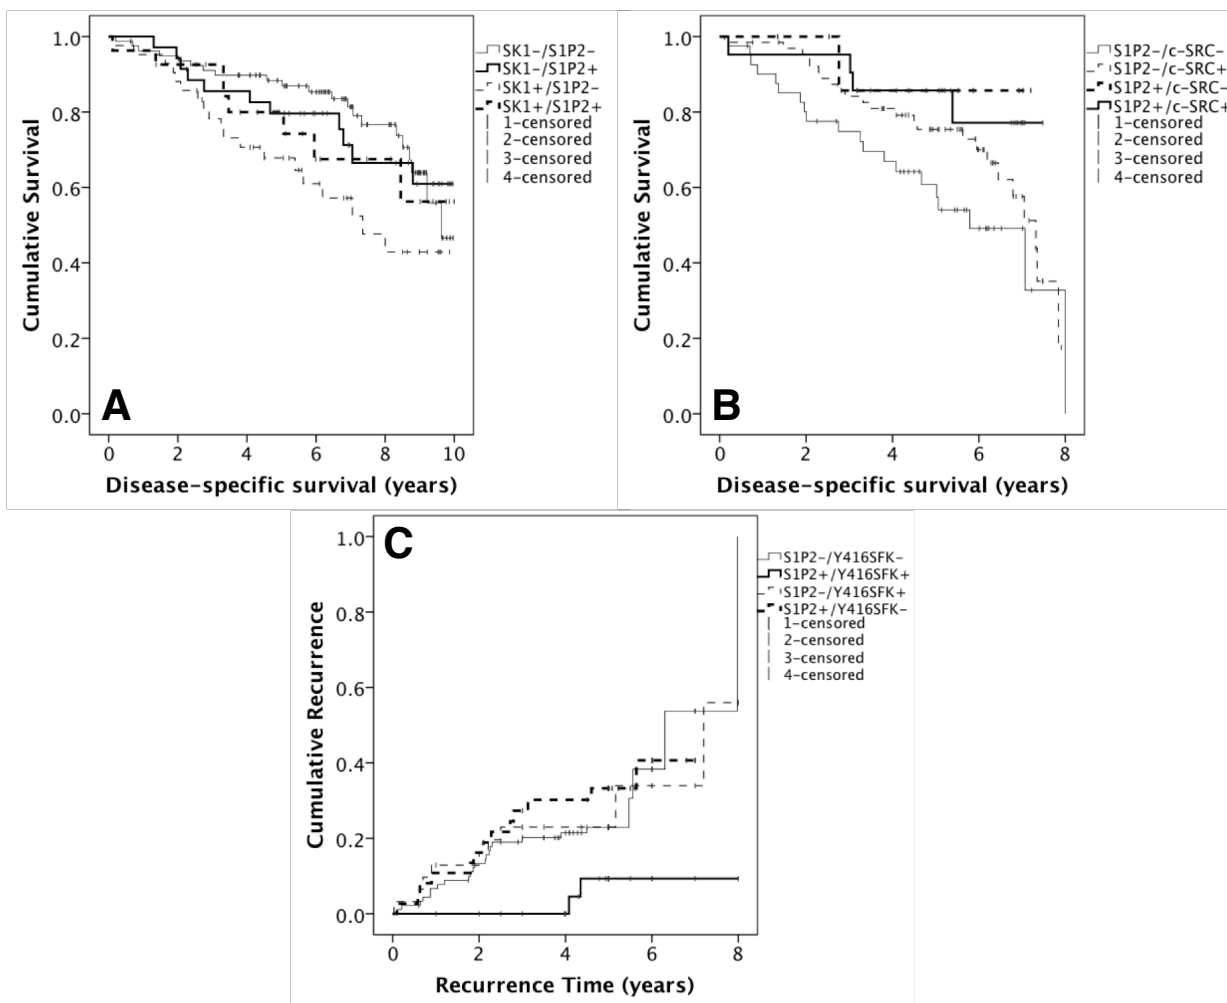 1.0
0.8
0.6
0.4
0.2
0.0
Cumulative Survival
A
0 2 4 6 8 10
Disease-specific survival (years)
SK1-/S1P2-
SK1-/S1P2+
SK1+/S1P2-
SK1+/S1P2+
1-censored
2-censored
3-censored
4-censored
1.0
0.8
0.6
0.4
0.2
0.0
Cumulative Survival
B
0 2 4 6 8
Disease-specific survival (years)
S1P2-/c-SRC-
S1P2-/c-SRC+
S1P2+/c-SRC-
S1P2+/c-SRC+
1-censored
2-censored
3-censored
4-censored
1.0
0.8
0.6
0.4
0.2
0.0
Cumulative Recurrence
C
0 2 4 6 8
Recurrence Time (years)
S1P2-/Y416SFK-
S1P2+/Y416SFK+
S1P2-/Y416SFK+
S1P2+/Y416SFK-
1-censored
2-censored
3-censored
4-censored